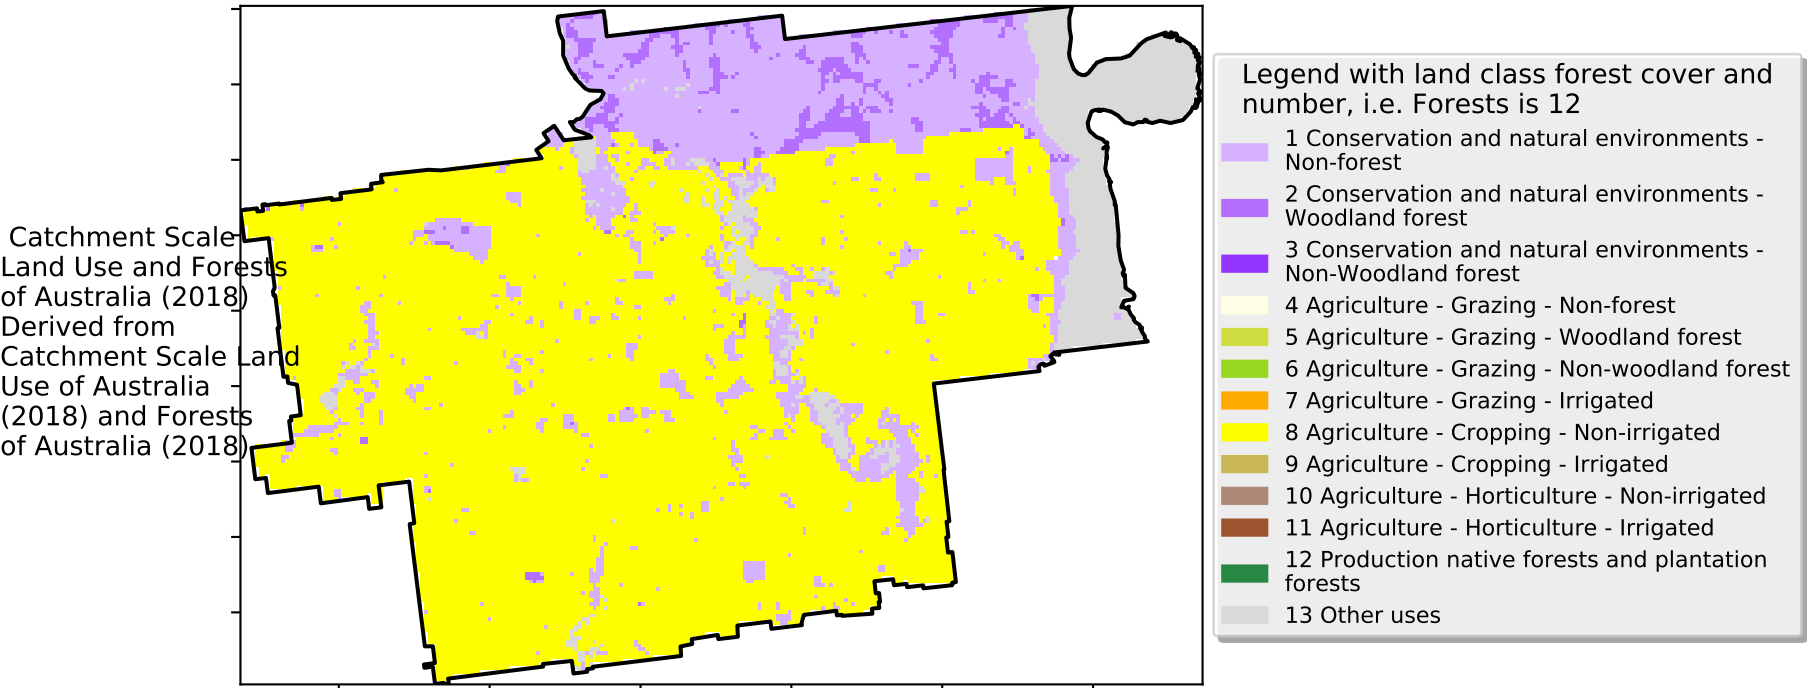 Catchment Scale
Land Use and Forests
of Australia (2018)
Derived from
Catchment Scale Land
Use of Australia
(2018) and Forests
of Australia (2018)
Legend with land class forest cover and
number, i.e. Forests is 12
1 Conservation and natural environments -
Non-forest
2 Conservation and natural environments -
Woodland forest
3 Conservation and natural environments -
Non-Woodland forest
4 Agriculture - Grazing - Non-forest
5 Agriculture - Grazing - Woodland forest
6 Agriculture - Grazing - Non-woodland forest
7 Agriculture - Grazing - Irrigated
8 Agriculture - Cropping - Non-irrigated
9 Agriculture - Cropping - Irrigated
10 Agriculture - Horticulture - Non-irrigated
11 Agriculture - Horticulture - Irrigated
12 Production native forests and plantation
forests
13 Other uses